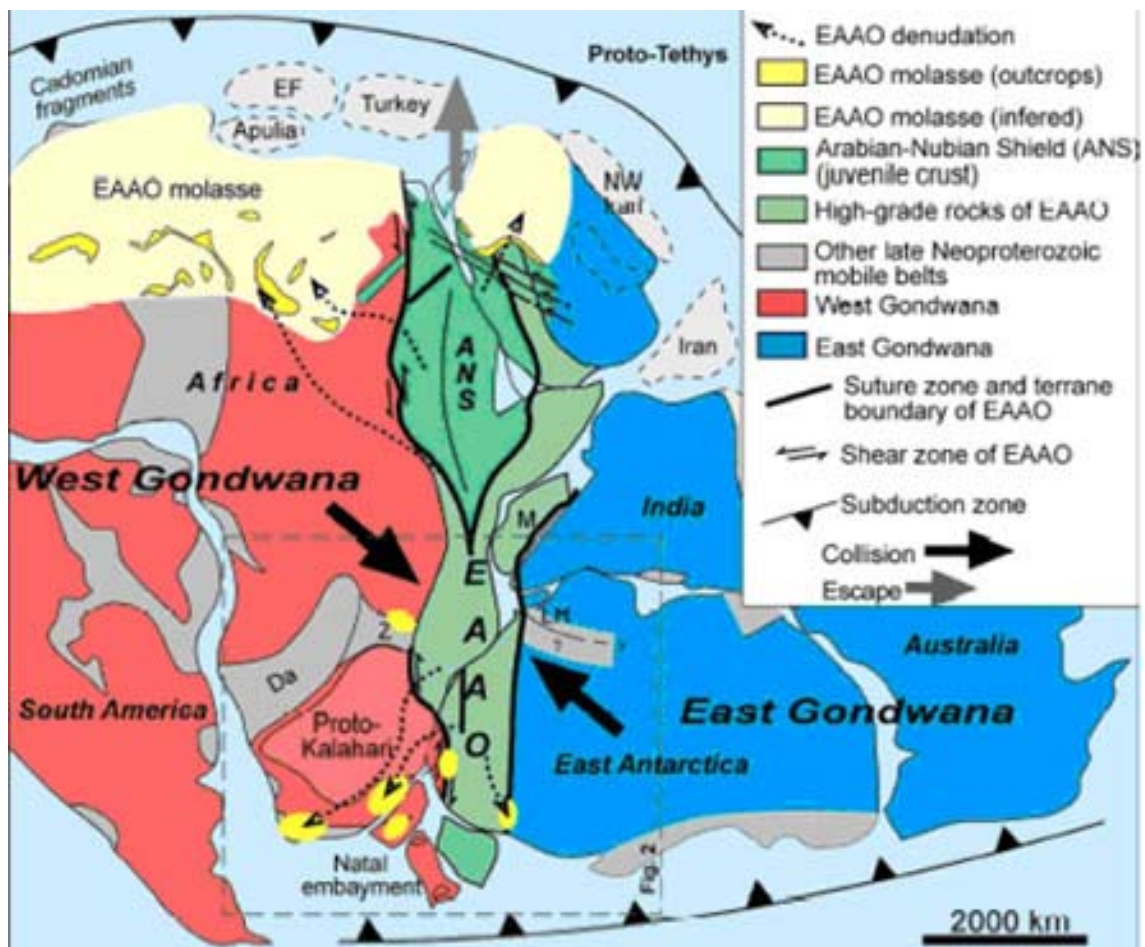 EAAO denudation
EAAO molasse (outcrops)
EAAO molasse (infered)
Arabian-Nubian Shield (ANS)
(juvenile crust)
High-grade rocks of EAAO
Other late Neoproterozoic
mobile belts
West Gondwana
East Gondwana
Suture zone and terrane
boundary of EAAO
Shear zone of EAAO
Subduction zone
Collision
Escape
Proto-Tethys
Cadomian
fragments
EF
Turkey
Apulia
EAAO molasse
NW
Iran
Africa
ANS
West Gondwana
M
India
EAAO
Z
LH
?
?
Australia
Da
South America
Proto-
Kalahari
East Gondwana
East Antarctica
Natal
embayment
Fig. 2
2000 km